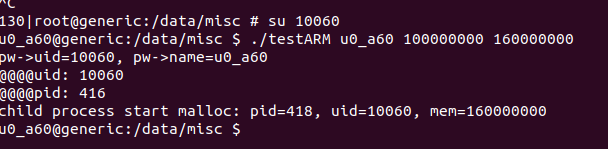 ^C
130|root@generic:/data/misc # su 10060
u0_a60@generic:/data/misc $ ./testARM u0_a60 100000000 160000000
pw->uid=10060, pw->name=u0_a60
@@@@uid: 10060
@@@@pid: 416
child process start malloc: pid=418, uid=10060, mem=160000000
u0_a60@generic:/data/misc $